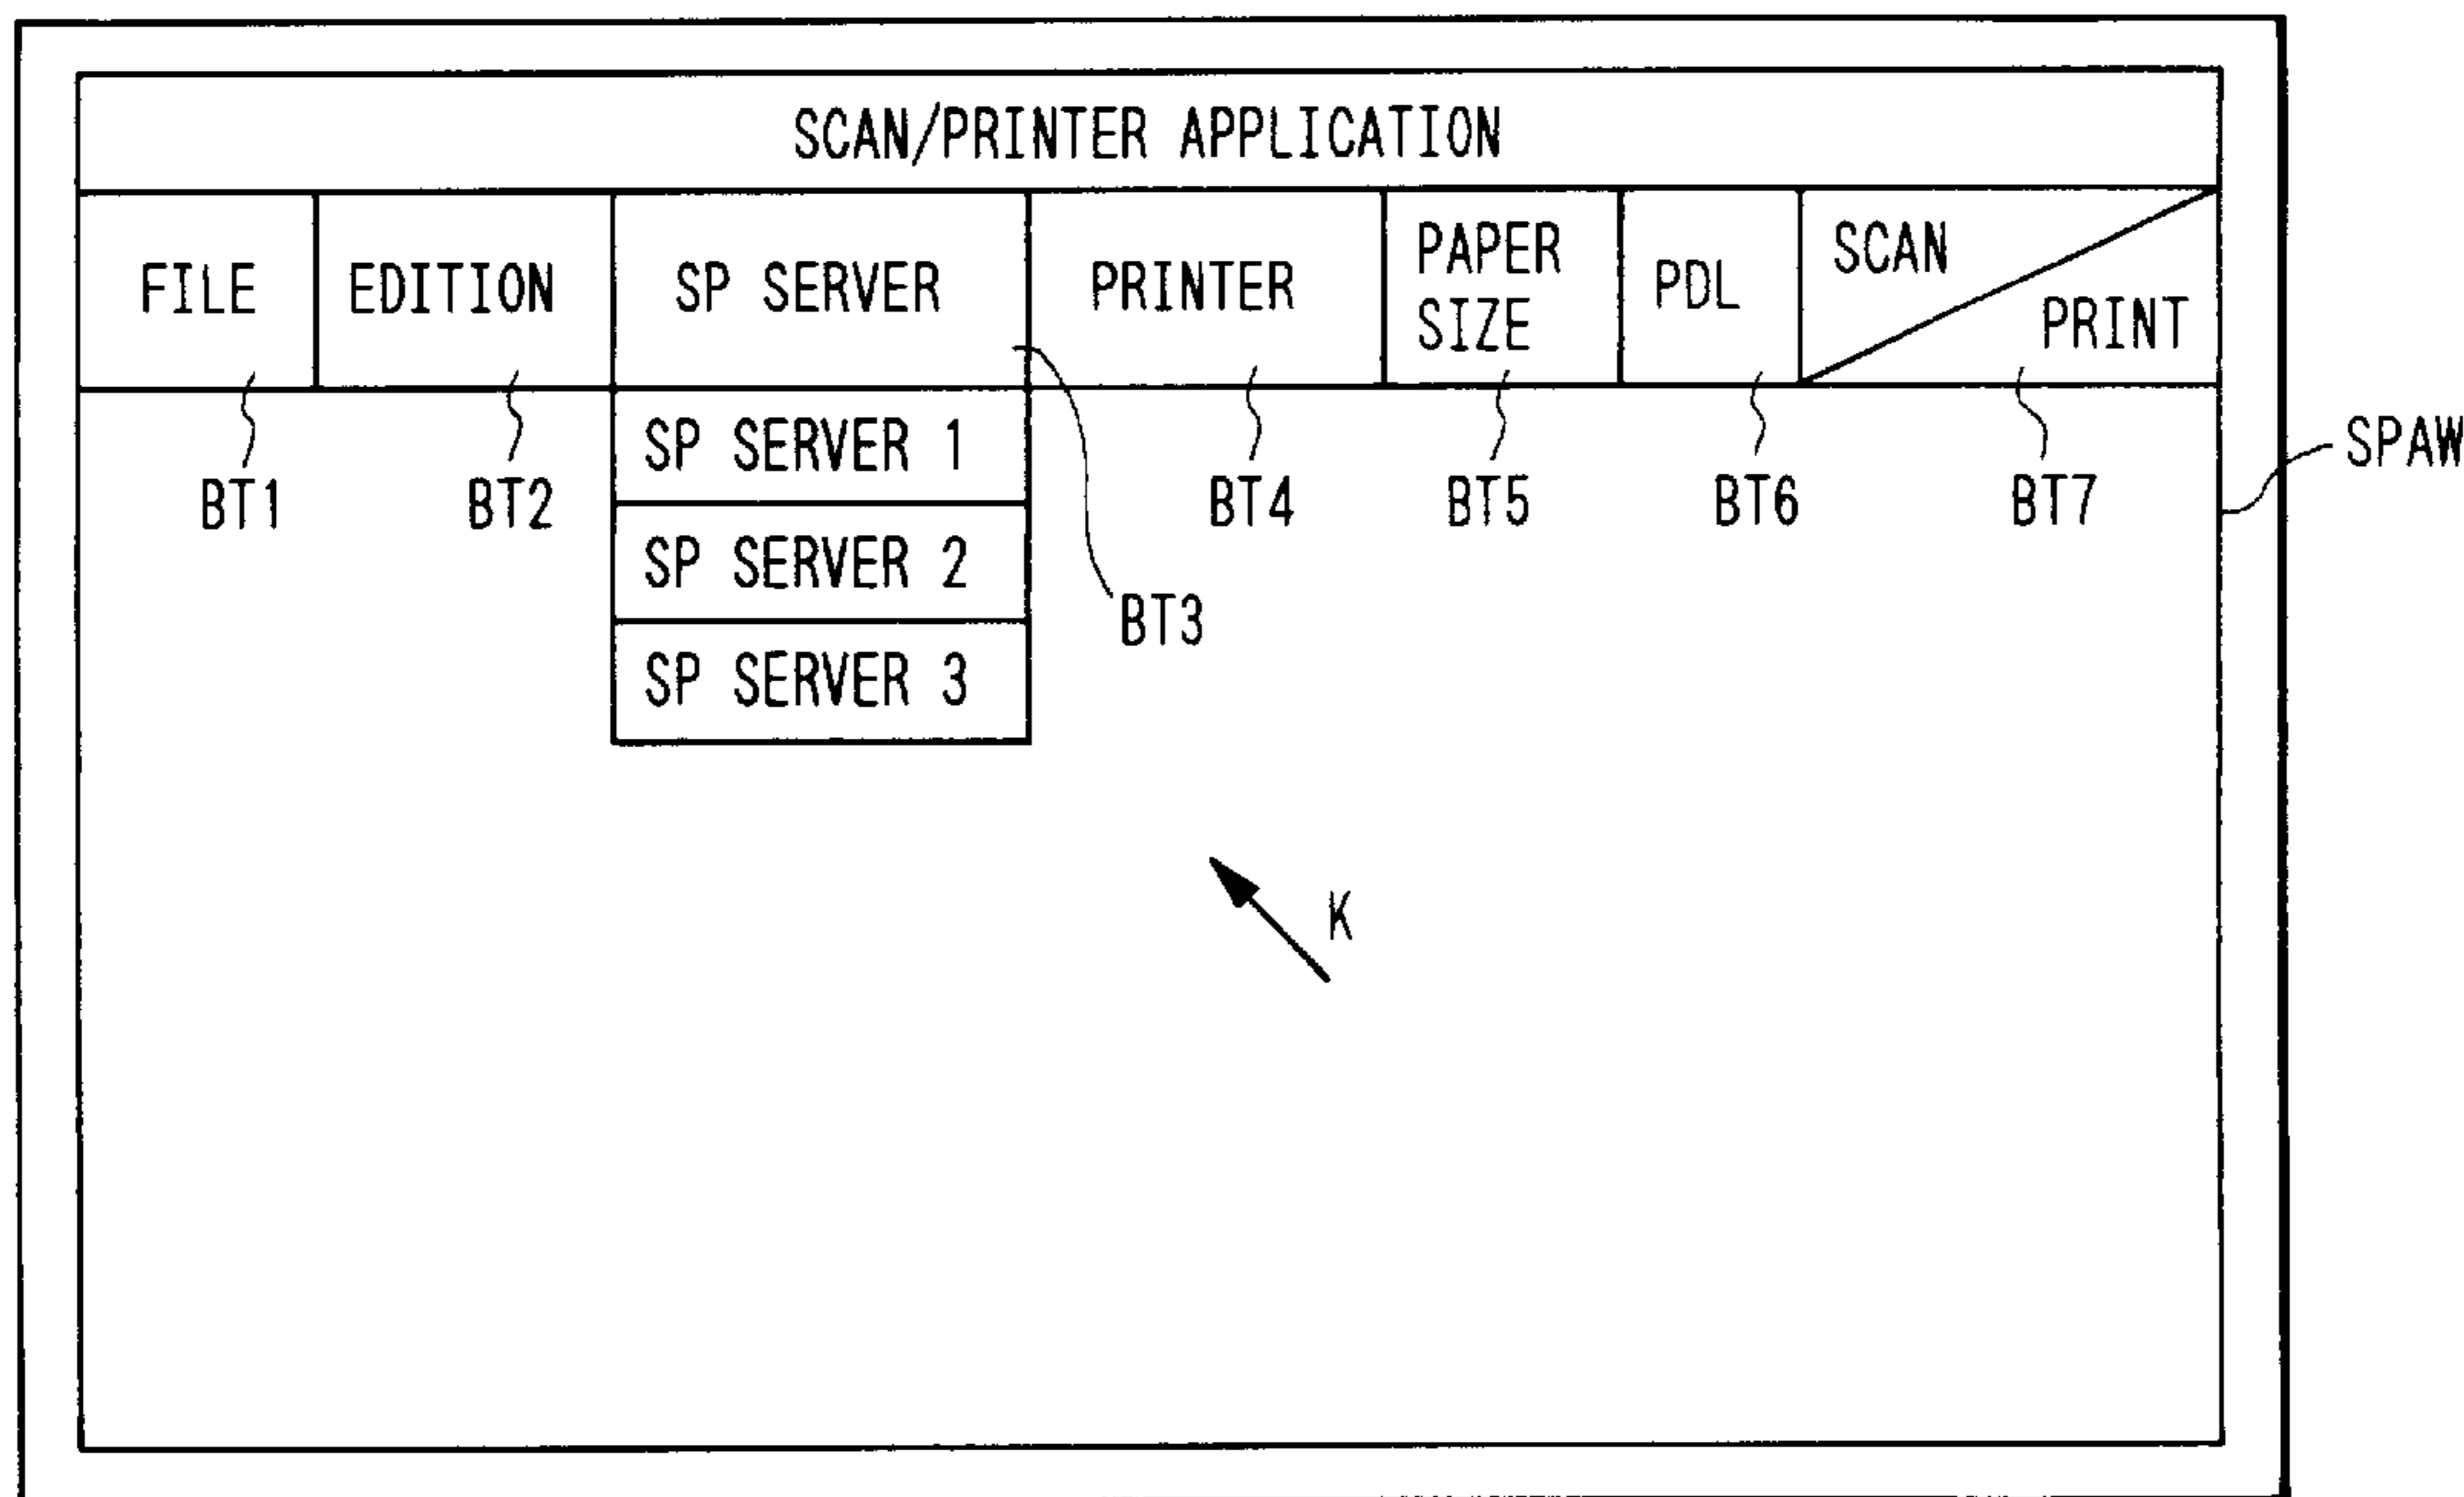 SCAN/PRINTER APPLICATION
FILE
EDITION
SP SERVER
PRINTER
PAPER
SIZE
PDL
SCAN
PRINT
BT1
BT2
SP SERVER 1
BT4
BT5
BT6
BT7
SPAW
SP SERVER 2
BT3
SP SERVER 3
K